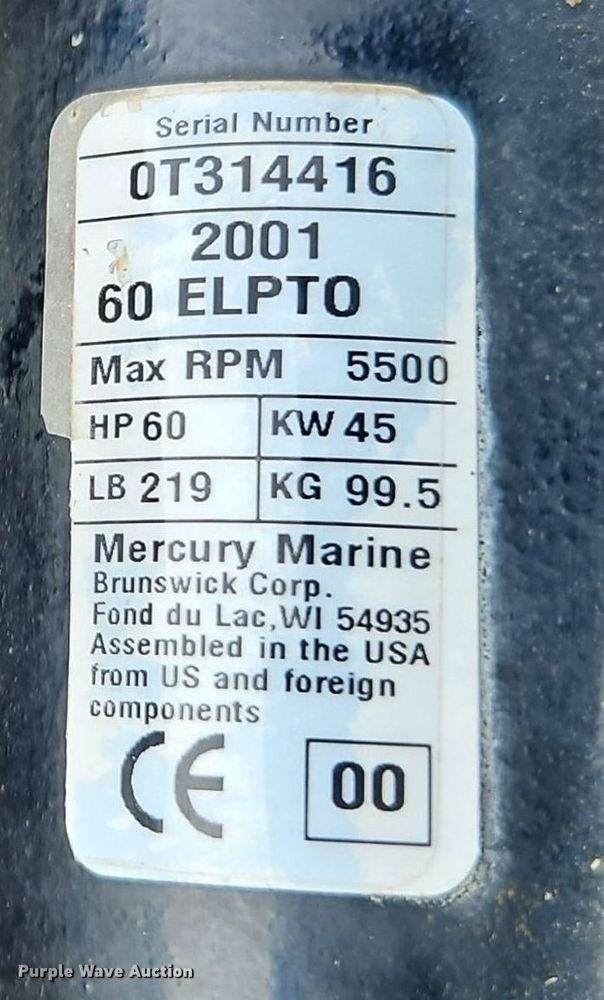 Serial Number
0T314416
2001
60 ELPTO
Max RPM 5500
HP 60 KW 45
LB 219 KG 99.5
Mercury Marine
Brunswick Corp.
Fond du Lac,WI 54935
Assembled in the USA
from US and foreign
components
CE 00
Purple Wave Auction